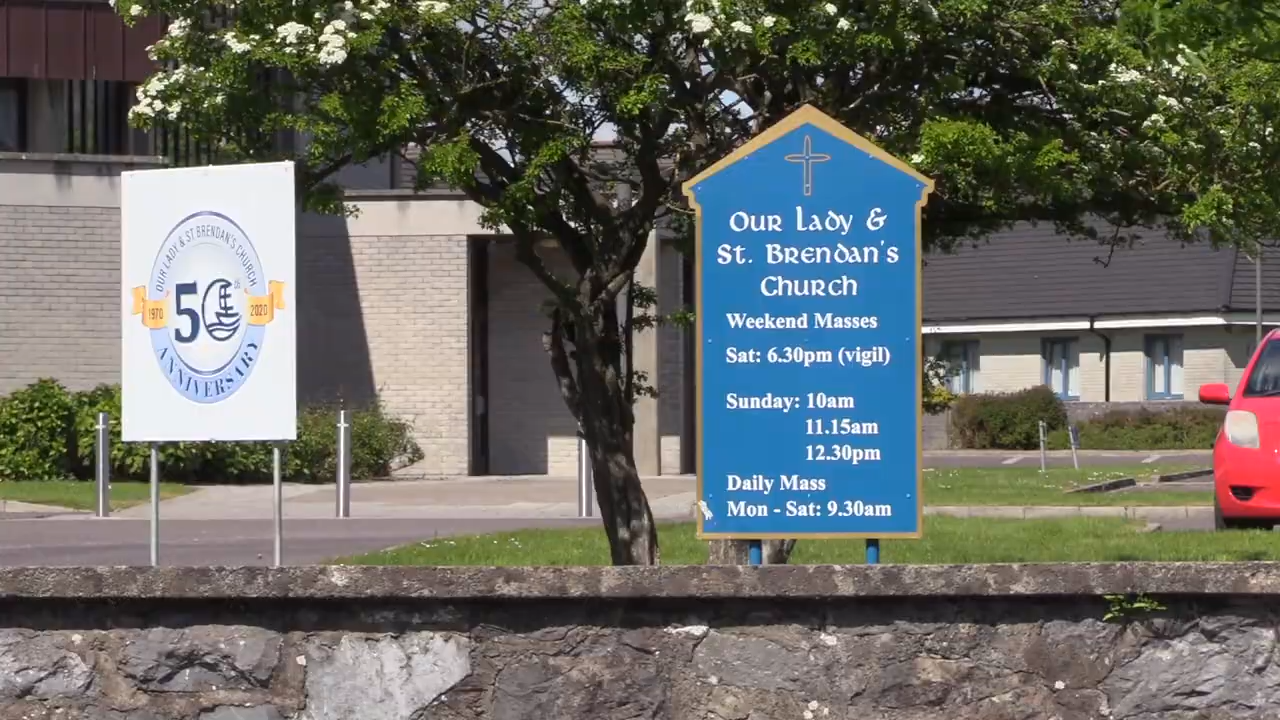 OUR LADY & ST BRENDAN'S CHURCH
50th
1970 2020
ANNIVERSARY
Our Lady &
St. Brendan's
Church
Weekend Masses
Sat: 6.30pm (vigil)
Sunday: 10am
11.15am
12.30pm
Daily Mass
Mon - Sat: 9.30am